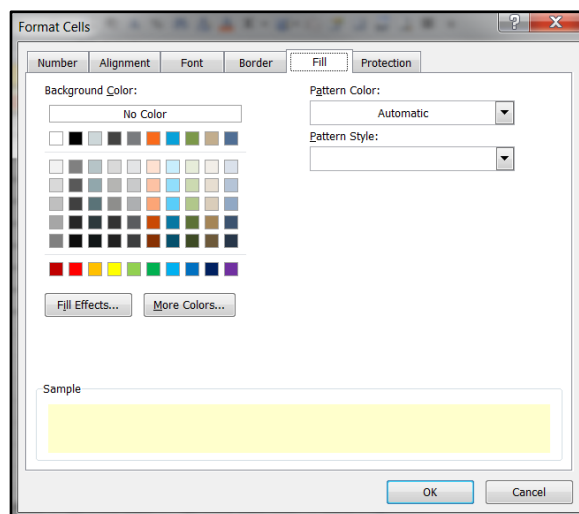 Format Cells
?
X
Number Alignment Font Border Fill Protection
Background Color:
No Color
Pattern Color:
Automatic
Pattern Style:
Fill Effects...
More Colors...
Sample
OK
Cancel